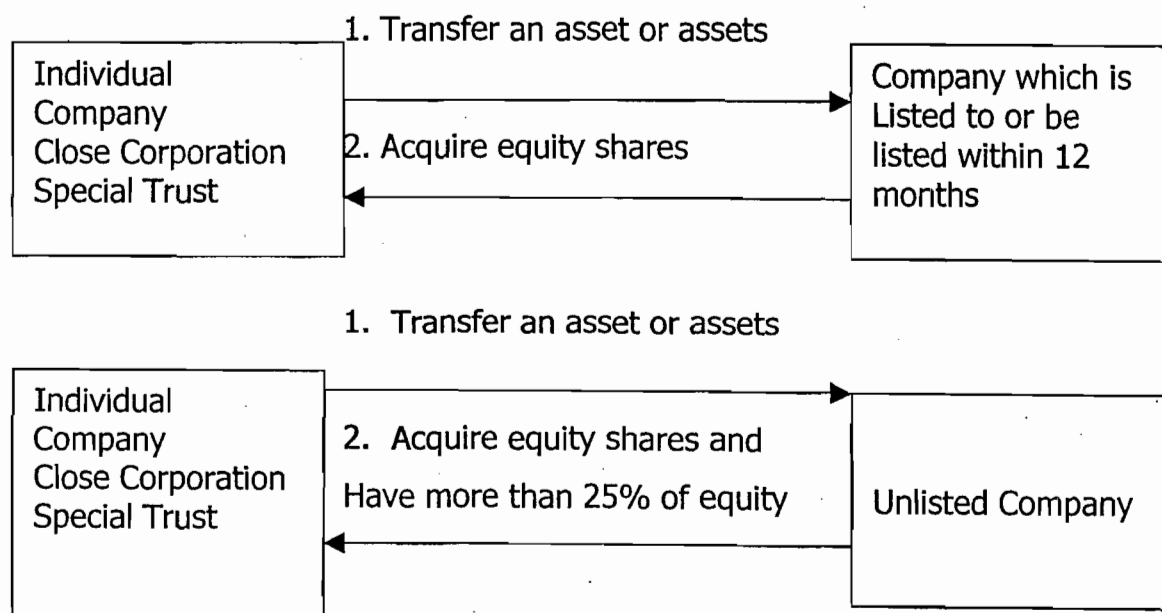 1. Transfer an asset or assets
Individual
Company
Close Corporation
Special Trust
2. Acquire equity shares
Company which is
Listed to or be
listed within 12
months
1. Transfer an asset or assets
Individual
Company
Close Corporation
Special Trust
2. Acquire equity shares and
Have more than 25% of equity
Unlisted Company